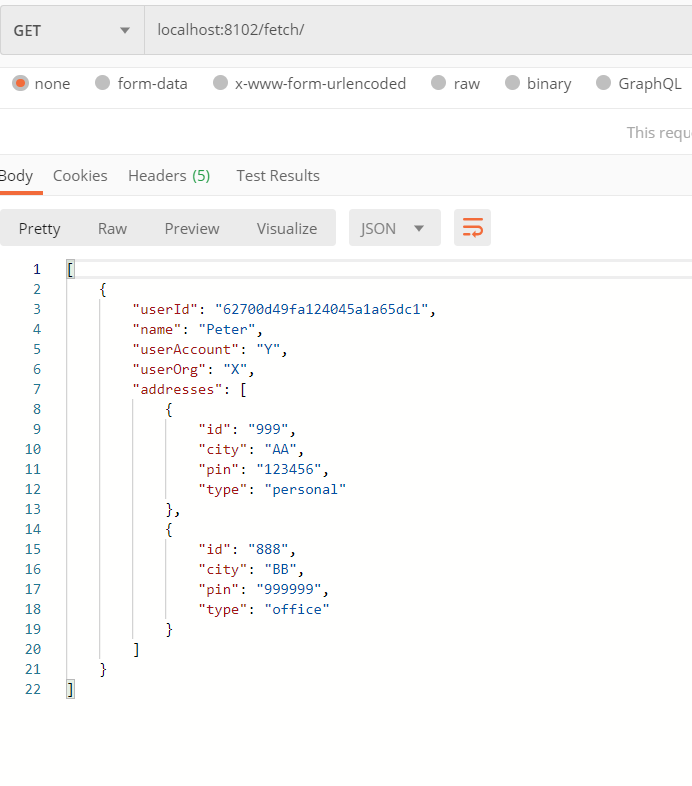 GET localhost:8102/fetch/
none form-data x-www-form-urlencoded raw binary GraphQL
This requ
Body Cookies Headers (5) Test Results
Pretty Raw Preview Visualize JSON
1 [
2 {
3 "userId": "62700d49fa124045a1a65dc1",
4 "name": "Peter",
5 "userAccount": "Y",
6 "userOrg": "X",
7 "addresses": [
8 {
9 "id": "999",
10 "city": "AA",
11 "pin": "123456",
12 "type": "personal"
13 },
14 {
15 "id": "888",
16 "city": "BB",
17 "pin": "999999",
18 "type": "office"
19 }
20 ]
21 }
22 ]